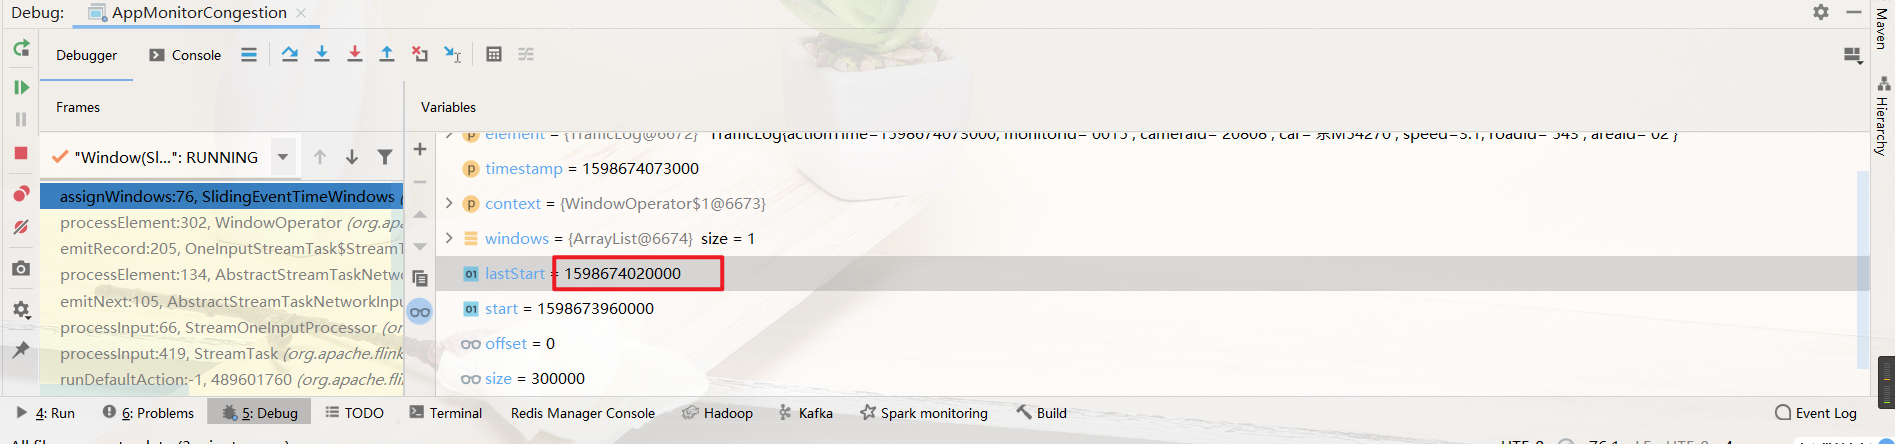 Debug: AppMonitorCongestion
Debugger Console
Frames Variables
"Window(Sl...": RUNNING
assignWindows:76, SlidingEventTimeWindows (
processElement:302, WindowOperator (org.apa
emitRecord:205, OneInputStreamTask$StreamT
processElement:134, AbstractStreamTaskNetw
emitNext:105, AbstractStreamTaskNetworkInpu
processInput:66, StreamOneInputProcessor (or
processInput:419, StreamTask (org.apache.flink
runDefaultAction:-1, 489601760 (org.apache.flir
element = {TrafficLog@6672} "TrafficLog{actionTime=1598674073000, monitorId='0015', cameraId='20808', car='京M54270', speed=3.1, roadId='543', areaId='02'}
timestamp = 1598674073000
context = {WindowOperator$1@6673}
windows = {ArrayList@6674} size = 1
lastStart = 1598674020000
start = 1598673960000
offset = 0
size = 300000
Maven
Hierarchy
4: Run 6: Problems 5: Debug TODO Terminal Redis Manager Console Hadoop Kafka Spark monitoring Build Event Log